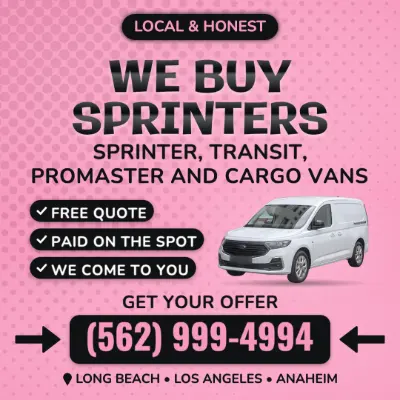 LOCAL & HONEST
WE BUY
SPRINTERS
SPRINTER, TRANSIT,
PROMASTER AND CARGO VANS
FREE QUOTE
PAID ON THE SPOT
WE COME TO YOU
GET YOUR OFFER
(562) 999-4994
LONG BEACH • LOS ANGELES • ANAHEIM